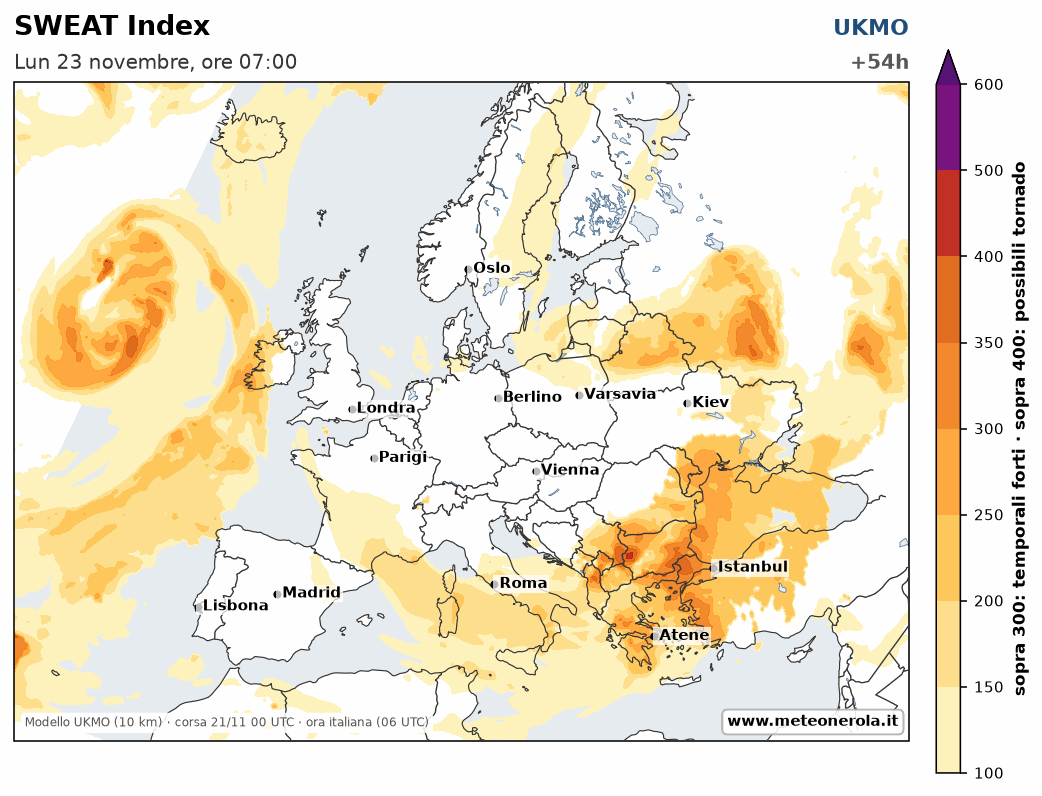 SWEAT Index
UKMO
Lun 23 novembre, ore 07:00
+54h
600
500
400
350
300
250
200
150
100
sopra 300: temporali forti · sopra 400: possibili tornado
Oslo
Berlino
Varsavia
Kiev
Londra
Parigi
Vienna
Istanbul
Roma
Madrid
Lisbona
Atene
Modello UKMO (10 km) · corsa 21/11 00 UTC · ora italiana (06 UTC)
www.meteonerola.it